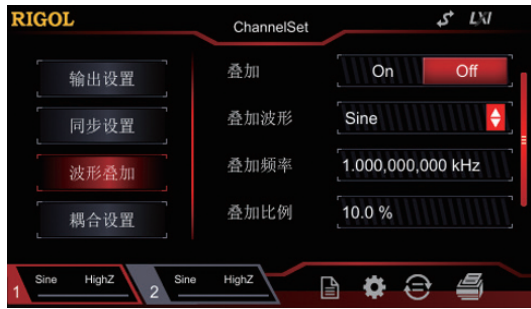 RIGOL
ChannelSet
LXI
输出设置
同步设置
波形叠加
耦合设置
叠加
On
Off
叠加波形
Sine
叠加频率
1.000,000,000 kHz
叠加比例
10.0 %
1
Sine
HighZ
2
Sine
HighZ